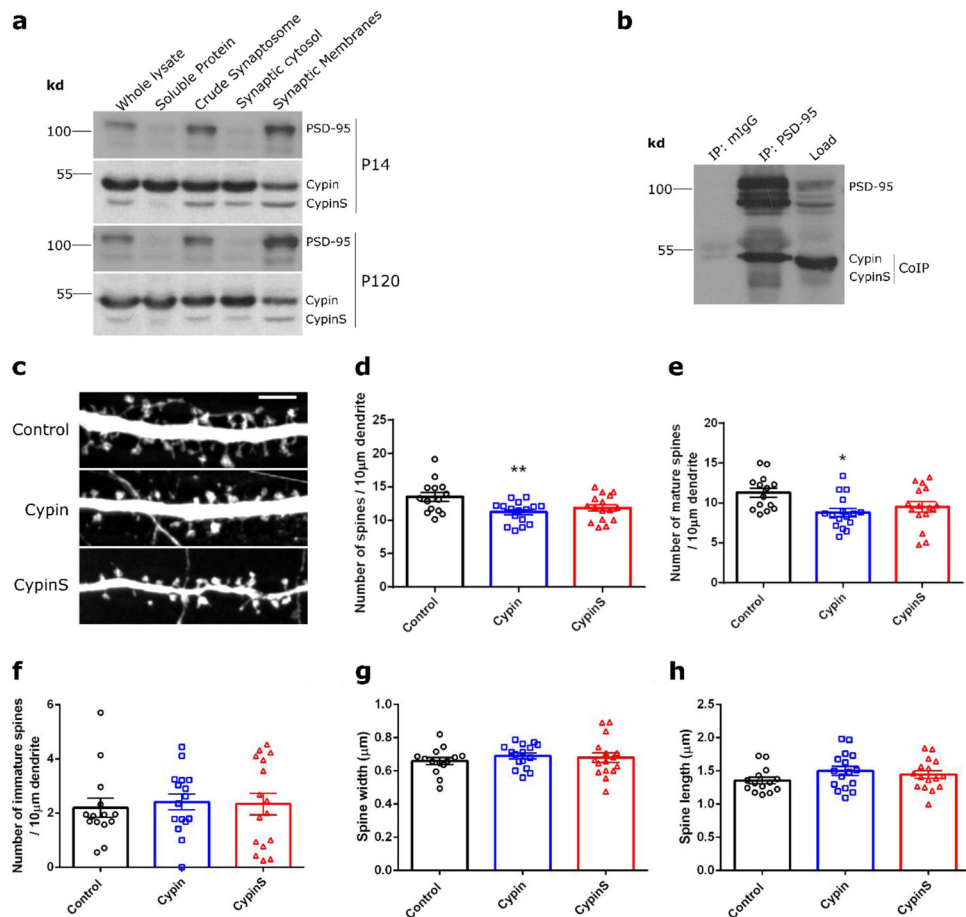 a
kd
Whole lysate
Soluble Protein
Crude Synaptosome
Synaptic cytosol
Synaptic Membranes
100
PSD-95
55
Cypin
CypinS
P14
100
PSD-95
55
Cypin
CypinS
P120
b
kd
IP: mIgG
IP: PSD-95
Load
100
PSD-95
55
Cypin
CypinS
CoIP
c
Control
Cypin
CypinS
d
Number of spines / 10μm dendrite
25
20
15
10
5
0
**
Control
Cypin
CypinS
e
Number of mature spines
/ 10μm dendrite
20
15
10
5
0
*
Control
Cypin
CypinS
f
Number of immature spines
/ 10μm dendrite
6
4
2
0
Control
Cypin
CypinS
g
Spine width (μm)
1.0
0.8
0.6
0.4
0.2
0.0
Control
Cypin
CypinS
h
Spine length (μm)
2.5
2.0
1.5
1.0
0.5
0.0
Control
Cypin
CypinS